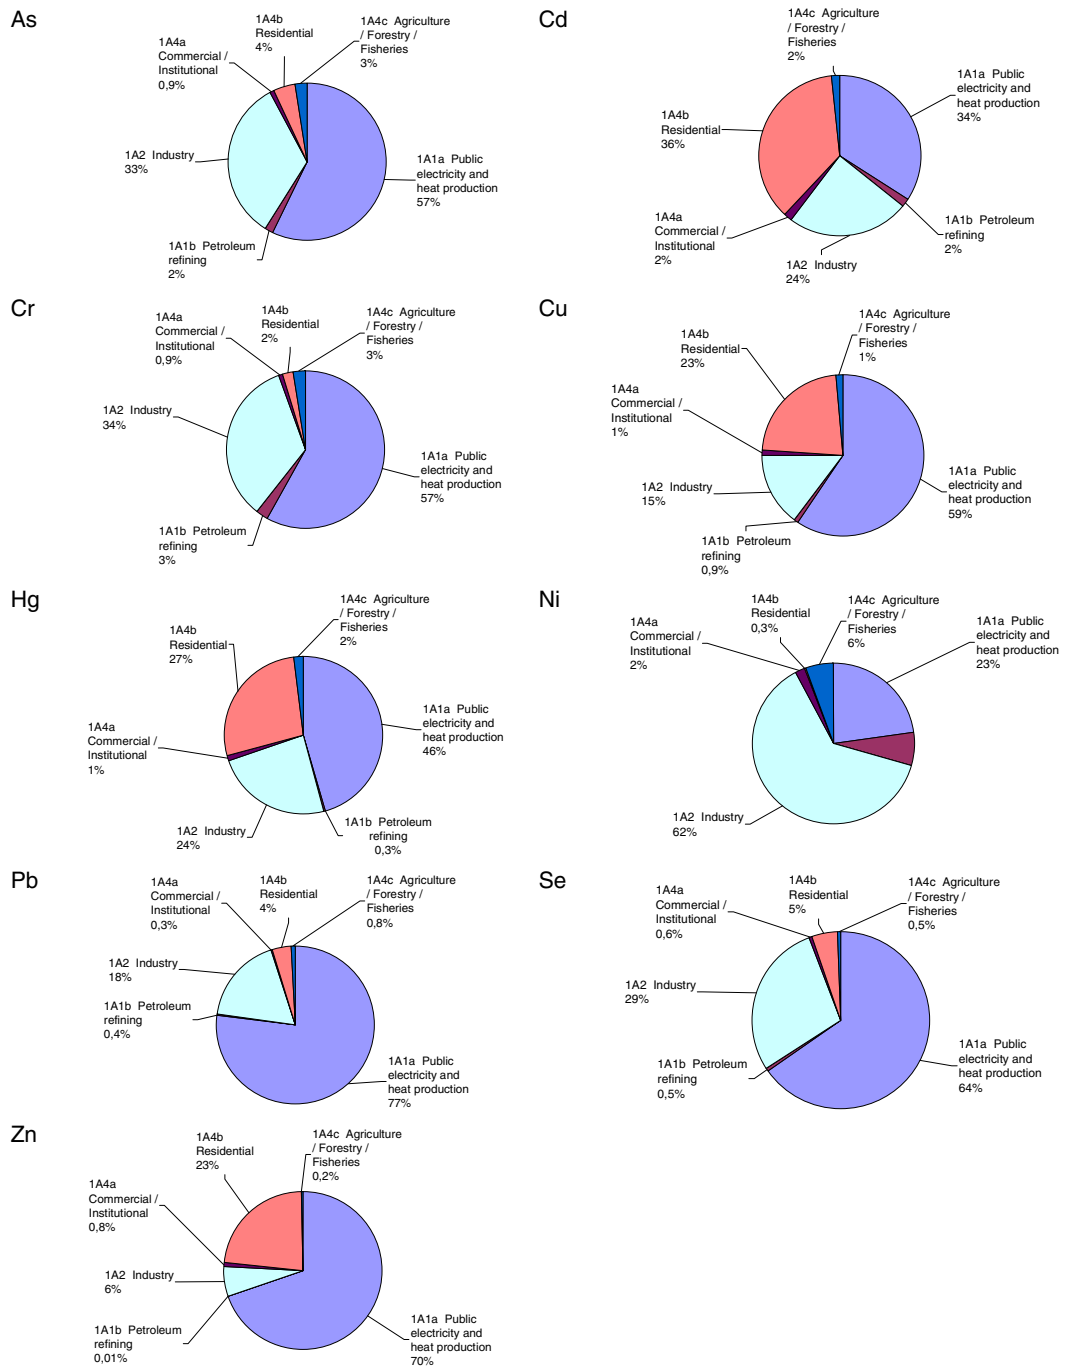 As
1A4a
Commercial /
Institutional
0,9%
1A4b
Residential
4%
1A4c Agriculture
/ Forestry /
Fisheries
3%
1A2 Industry
33%
1A1a Public
electricity and
heat production
57%
1A1b Petroleum
refining
2%
Cd
1A4c Agriculture
/ Forestry /
Fisheries
2%
1A1a Public
electricity and
heat production
34%
1A4b
Residential
36%
1A4a
Commercial /
Institutional
2%
1A2 Industry
24%
1A1b Petroleum
refining
2%
Cr
1A4a
Commercial /
Institutional
0,9%
1A4b
Residential
2%
1A4c Agriculture
/ Forestry /
Fisheries
3%
1A2 Industry
34%
1A1a Public
electricity and
heat production
57%
1A1b Petroleum
refining
3%
Cu
1A4c Agriculture
/ Forestry /
Fisheries
1%
1A4b
Residential
23%
1A4a
Commercial /
Institutional
1%
1A2 Industry
15%
1A1a Public
electricity and
heat production
59%
1A1b Petroleum
refining
0,9%
Hg
1A4c Agriculture
/ Forestry /
Fisheries
2%
1A4b
Residential
27%
1A1a Public
electricity and
heat production
46%
1A4a
Commercial /
Institutional
1%
1A2 Industry
24%
1A1b Petroleum
refining
0,3%
Ni
1A4b
Residential
0,3%
1A4c Agriculture
/ Forestry /
Fisheries
6%
1A4a
Commercial /
Institutional
2%
1A1a Public
electricity and
heat production
23%
1A2 Industry
62%
Pb
1A4a
Commercial /
Institutional
0,3%
1A4b
Residential
4%
1A4c Agriculture
/ Forestry /
Fisheries
0,8%
1A2 Industry
18%
1A1b Petroleum
refining
0,4%
1A1a Public
electricity and
heat production
77%
Se
1A4a
Commercial /
Institutional
0,6%
1A4b
Residential
5%
1A4c Agriculture
/ Forestry /
Fisheries
0,5%
1A2 Industry
29%
1A1b Petroleum
refining
0,5%
1A1a Public
electricity and
heat production
64%
Zn
1A4b
Residential
23%
1A4c Agriculture
/ Forestry /
Fisheries
0,2%
1A4a
Commercial /
Institutional
0,8%
1A2 Industry
6%
1A1b Petroleum
refining
0,01%
1A1a Public
electricity and
heat production
70%